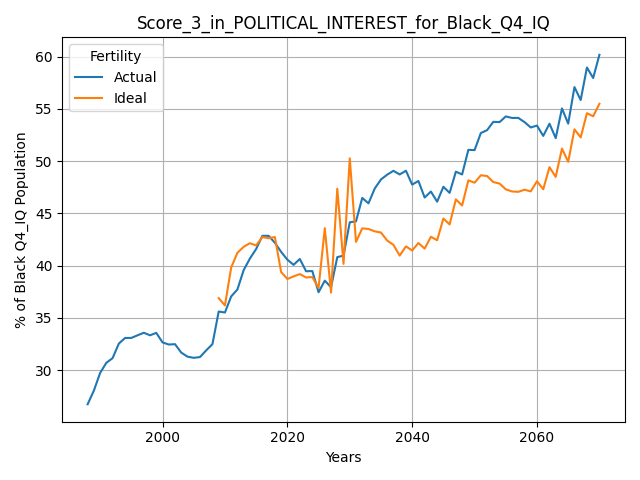 Score_3_in_POLITICAL_INTEREST_for_Black_Q4_IQ
Fertility
Actual
Ideal
% of Black Q4_IQ Population
60
55
50
45
40
35
30
2000
2020
2040
2060
Years